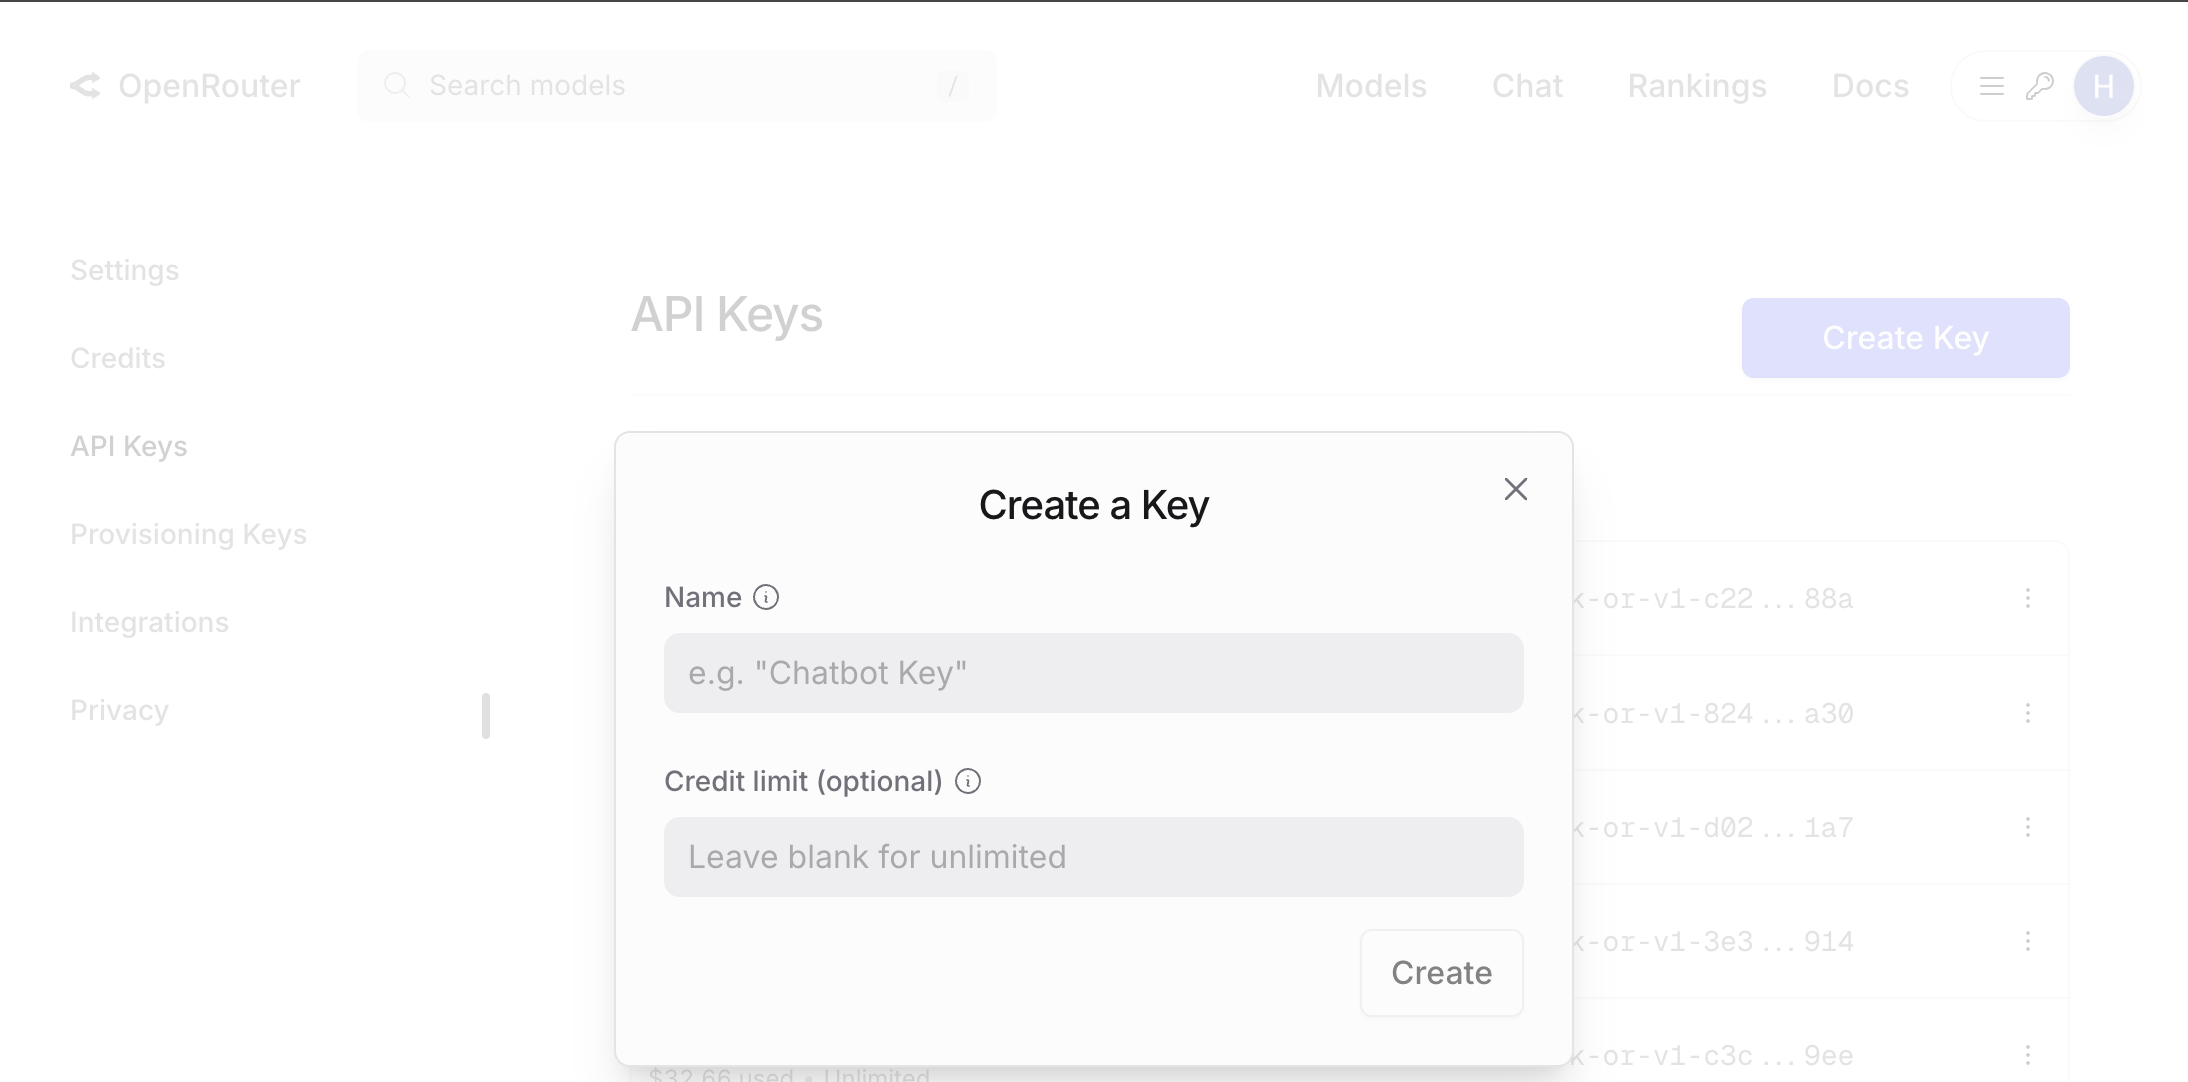 OpenRouter
Search models
/
Models
Chat
Rankings
Docs
H
Settings
Credits
API Keys
Provisioning Keys
Integrations
Privacy
API Keys
Create Key
Create a Key
Name
e.g. "Chatbot Key"
Credit limit (optional)
Leave blank for unlimited
Create
k-or-v1-c22...88a
k-or-v1-824...a30
k-or-v1-d02...1a7
k-or-v1-3e3...914
k-or-v1-c3c...9ee
$32.66 used • Unlimited